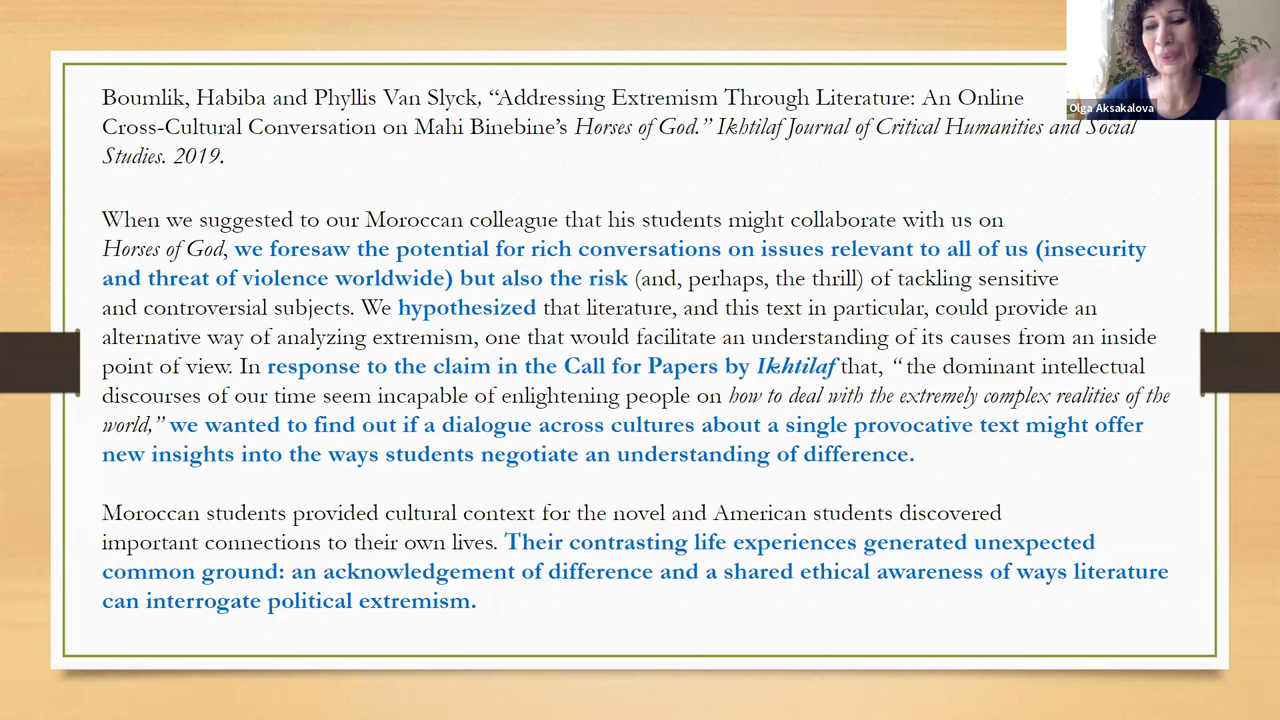 Boumlik, Habiba and Phyllis Van Slyck, “Addressing Extremism Through Literature: An Online
Cross-Cultural Conversation on Mahi Binebine’s Horses of God.” Ikhtilaf Journal of Critical Humanities and Social
Studies. 2019.
When we suggested to our Moroccan colleague that his students might collaborate with us on
Horses of God, we foresaw the potential for rich conversations on issues relevant to all of us (insecurity
and threat of violence worldwide) but also the risk (and, perhaps, the thrill) of tackling sensitive
and controversial subjects. We hypothesized that literature, and this text in particular, could provide an
alternative way of analyzing extremism, one that would facilitate an understanding of its causes from an inside
point of view. In response to the claim in the Call for Papers by Ikhtilaf that, “ the dominant intellectual
discourses of our time seem incapable of enlightening people on how to deal with the extremely complex realities of the
world,” we wanted to find out if a dialogue across cultures about a single provocative text might offer
new insights into the ways students negotiate an understanding of difference.
Moroccan students provided cultural context for the novel and American students discovered
important connections to their own lives. Their contrasting life experiences generated unexpected
common ground: an acknowledgement of difference and a shared ethical awareness of ways literature
can interrogate political extremism.
Olga Aksakalova